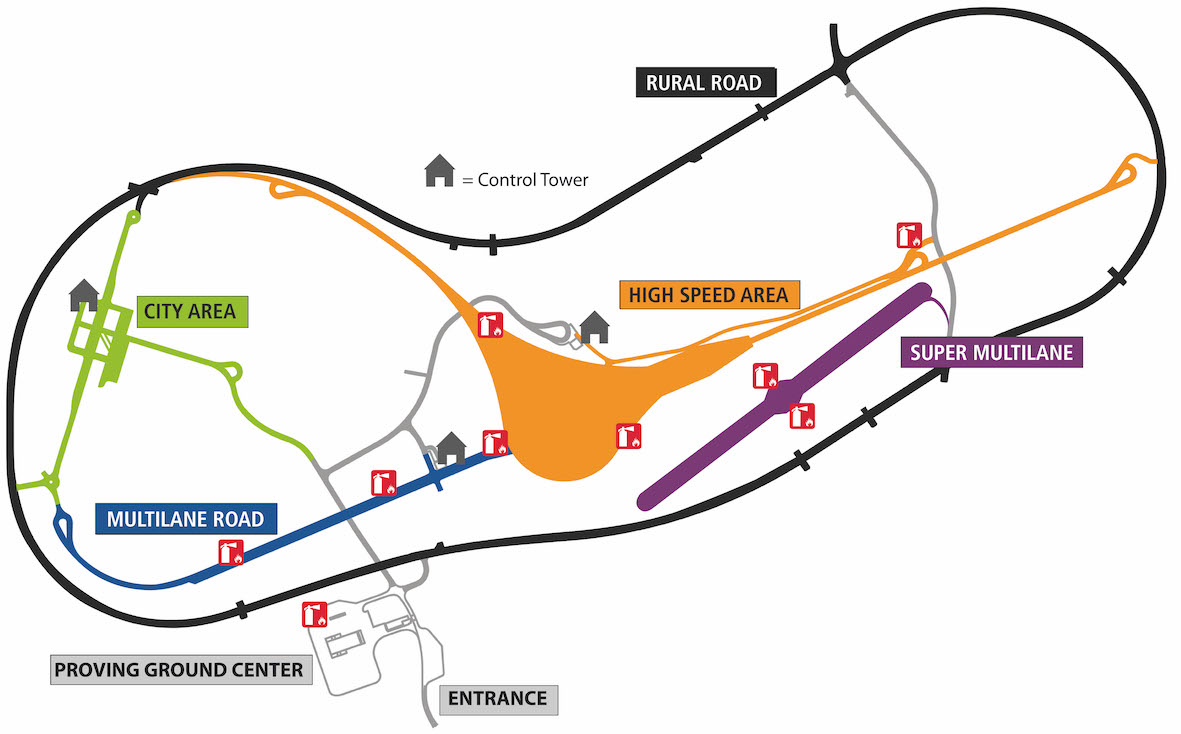 RURAL ROAD
= Control Tower
HIGH SPEED AREA
CITY AREA
SUPER MULTILANE
MULTILANE ROAD
PROVING GROUND CENTER
ENTRANCE